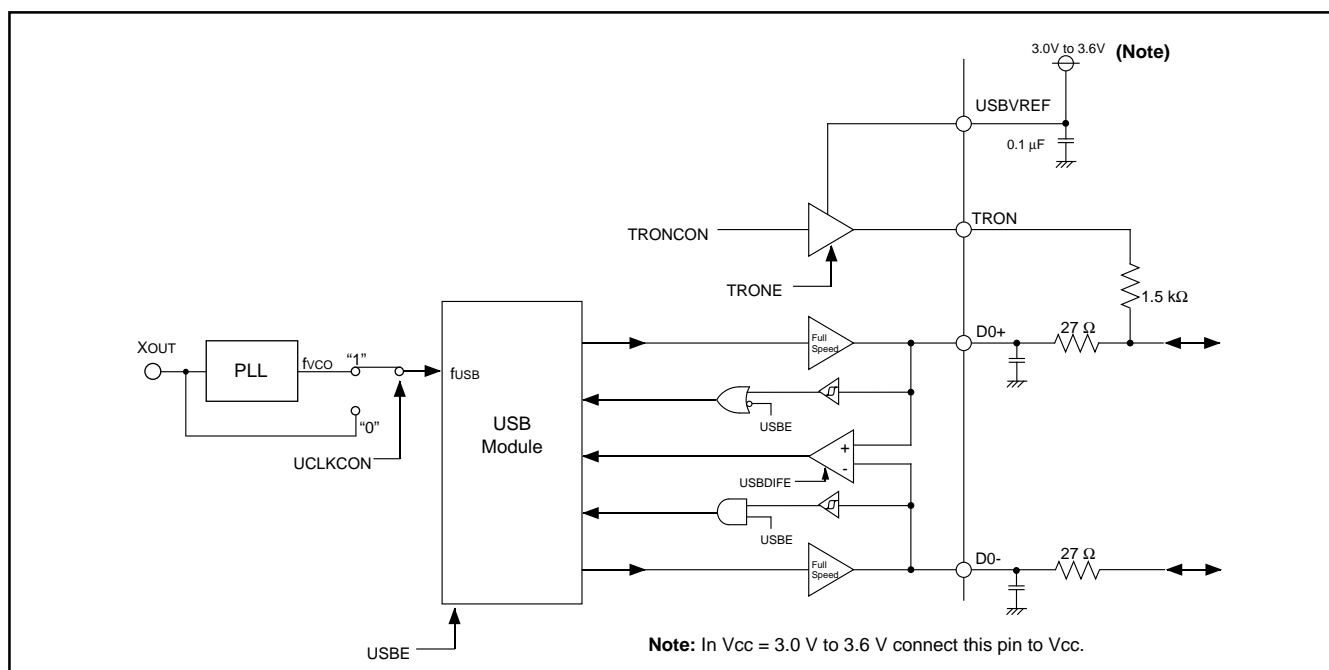 3.0V to 3.6V (Note)
USBVREF
0.1 µF
TRONCON
TRON
TRONE
1.5 kΩ
D0+
27 Ω
Full
Speed
XOUT
PLL
fVCO
"1"
fUSB
"0"
UCLKCON
USB
Module
USBE
+
-
USBDIFE
USBE
Full
Speed
D0-
27 Ω
USBE
Note: In Vcc = 3.0 V to 3.6 V connect this pin to Vcc.